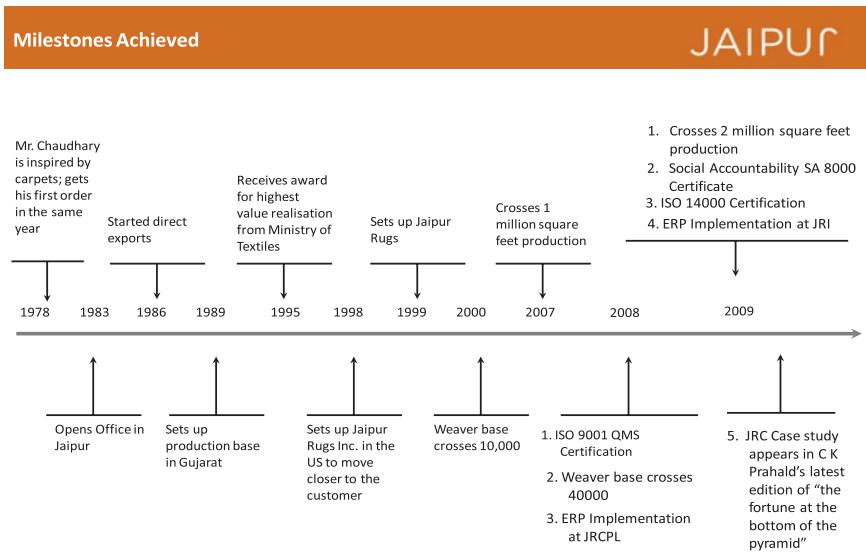 Milestones Achieved
JAIPUR
Mr. Chaudhary
is inspired by
carpets; gets
his first order
in the same
year
Started direct
exports
Receives award
for highest
value realisation
from Ministry of
Textiles
Sets up Jaipur
Rugs
Crosses 1
million square
feet production
1. Crosses 2 million square feet
production
2. Social Accountability SA 8000
Certificate
3. ISO 14000 Certification
4. ERP Implementation at JRI
1978 1983 1986 1989 1995 1998 1999 2000 2007 2008 2009
Opens Office in
Jaipur
Sets up
production base
in Gujarat
Sets up Jaipur
Rugs Inc. in the
US to move
closer to the
customer
Weaver base
crosses 10,000
1. ISO 9001 QMS
Certification
2. Weaver base crosses
40000
3. ERP Implementation
at JRCPL
5. JRC Case study
appears in C K
Prahald’s latest
edition of “the
fortune at the
bottom of the
pyramid”